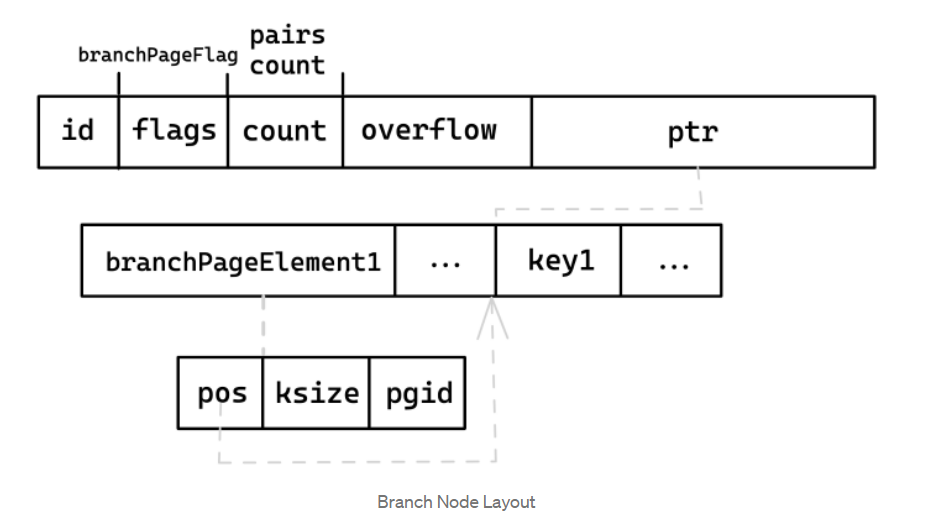 branchPageFlag
pairs
count
id flags count overflow ptr
branchPageElement1 ... key1 ...
pos ksize pgid
Branch Node Layout